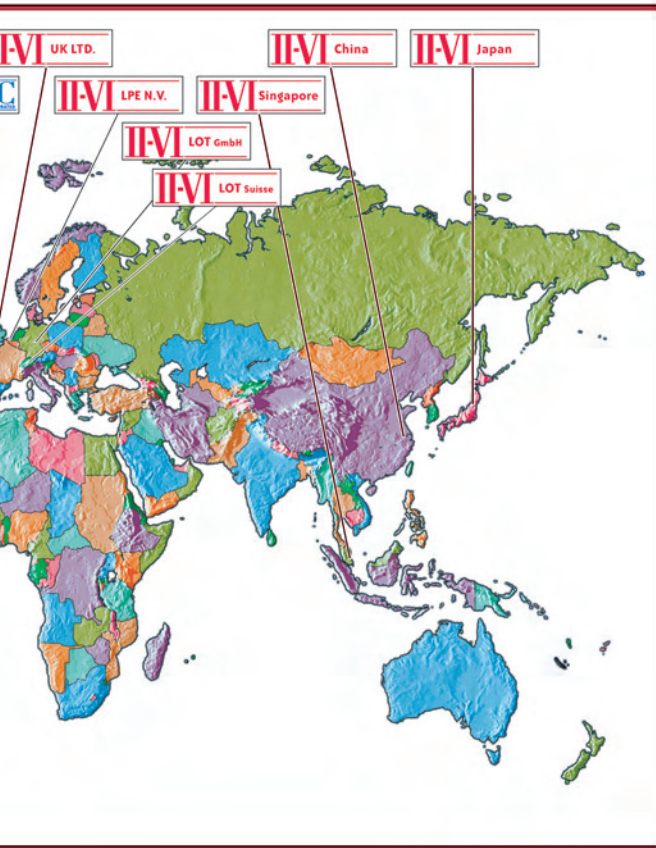 II-VI UK LTD.
II-VI China
II-VI Japan
C
II-VI LPE N.V.
II-VI Singapore
II-VI LOT GmbH
II-VI LOT Suisse